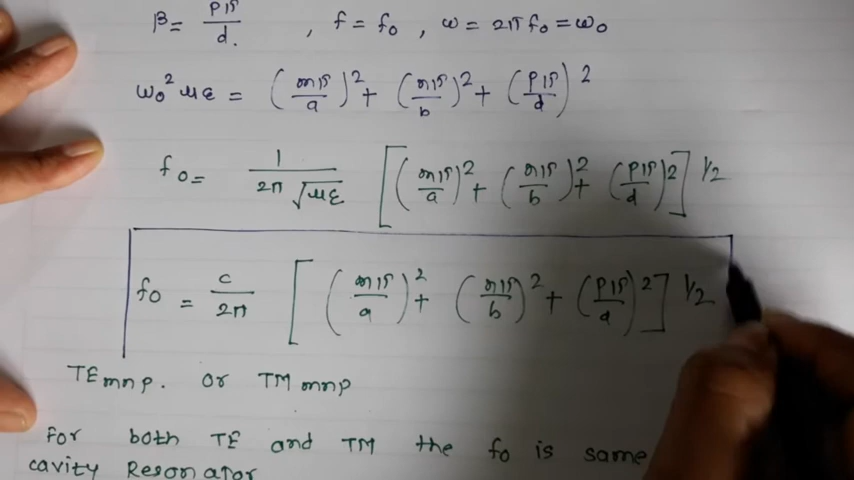 β = pπ/d. , f = f₀ , ω = 2πf₀ = ω₀
ω₀² με = (mπ/a)² + (nπ/b)² + (pπ/d)²
f₀ = 1/2π√με [(mπ/a)² + (nπ/b)² + (pπ/d)²]^1/2
f₀ = c/2π [(mπ/a)² + (nπ/b)² + (pπ/d)²]^1/2
TEmnp. or TMmnp
For both TE and TM the f₀ is same
cavity Resonator